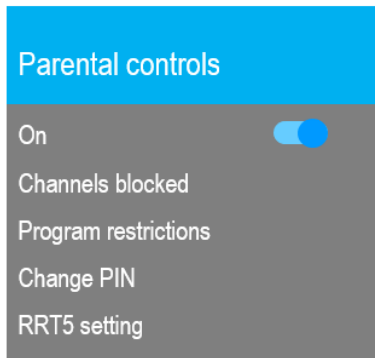 Parental controls
On
Channels blocked
Program restrictions
Change PIN
RRT5 setting